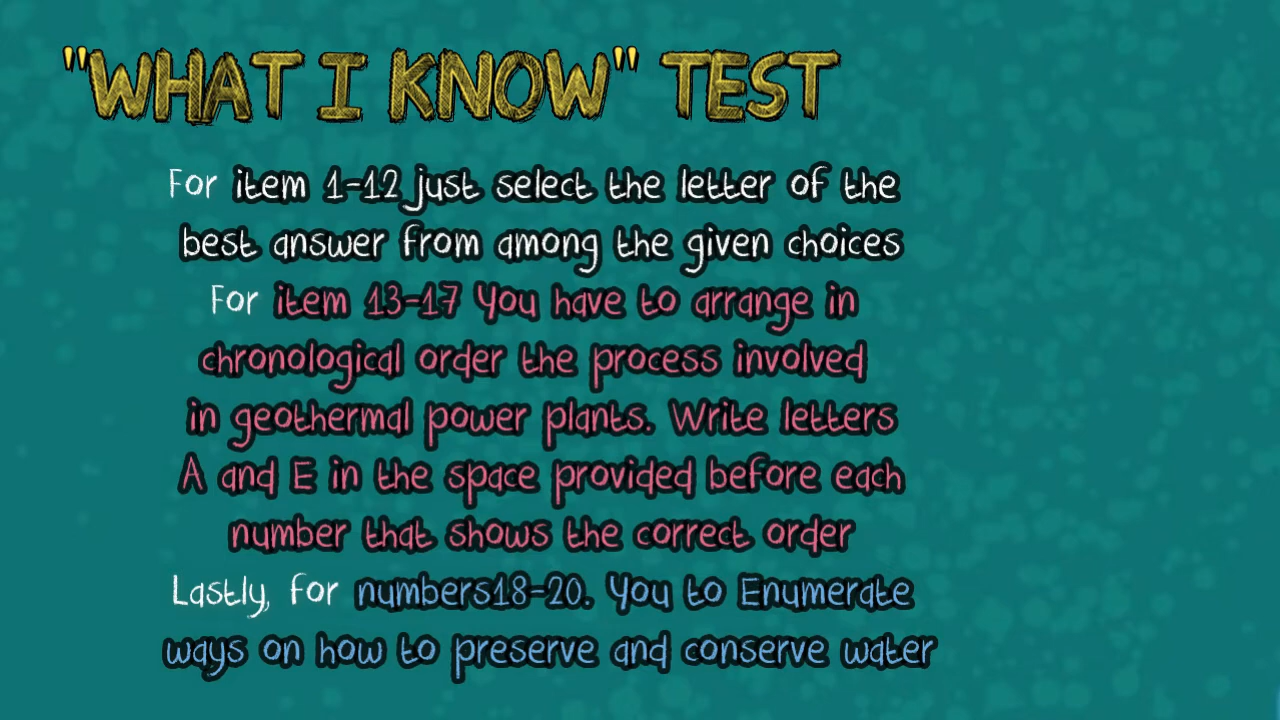 "WHAT I KNOW" TEST
For item 1-12 just select the letter of the
best answer from among the given choices
For item 13-17 You have to arrange in
chronological order the process involved
in geothermal power plants. Write letters
A and E in the space provided before each
number that shows the correct order
Lastly, for numbers18-20. You to Enumerate
ways on how to preserve and conserve water